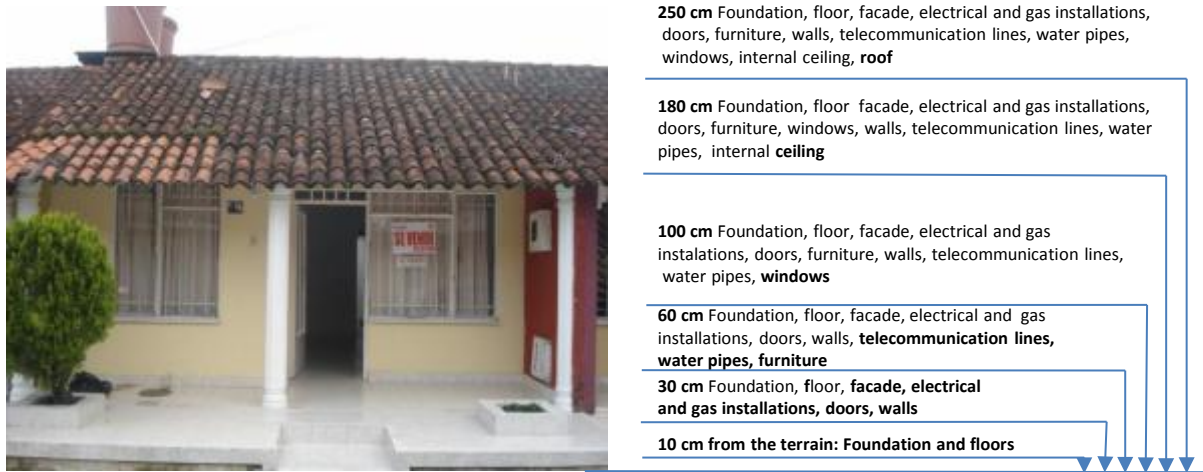 250 cm Foundation, floor, facade, electrical and gas installations,
doors, furniture, walls, telecommunication lines, water pipes,
windows, internal ceiling, roof
180 cm Foundation, floor facade, electrical and gas installations,
doors, furniture, windows, walls, telecommunication lines, water
pipes, internal ceiling
SE VENDE
100 cm Foundation, floor, facade, electrical and gas
instalations, doors, furniture, walls, telecommunication lines,
water pipes, windows
60 cm Foundation, floor, facade, electrical and gas
installations, doors, walls, telecommunication lines,
water pipes, furniture
30 cm Foundation, floor, facade, electrical
and gas installations, doors, walls
10 cm from the terrain: Foundation and floors